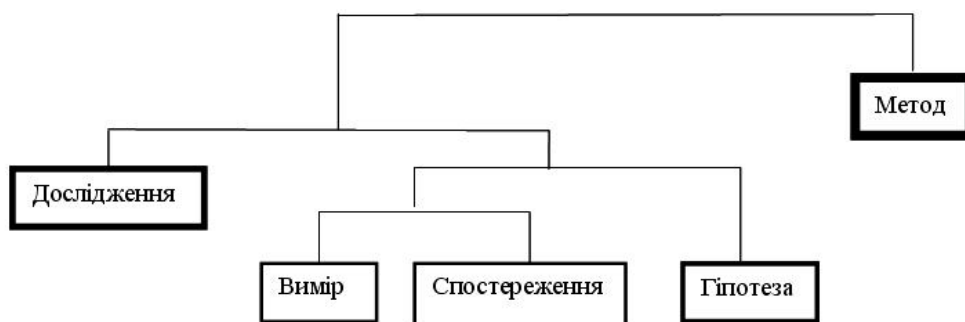 Метод
Дослідження
Вимір
Спостереження
Гіпотеза